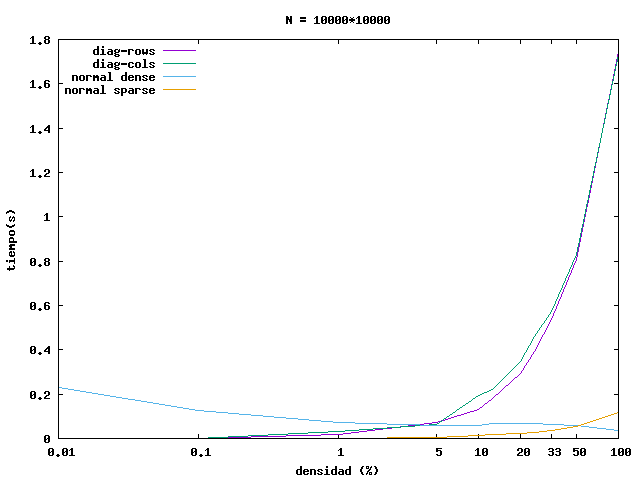 N = 10000*10000
diag-rows
diag-cols
normal dense
normal sparse
tiempo(s)
1.8
1.6
1.4
1.2
1
0.8
0.6
0.4
0.2
0
0.01 0.1 1 5 10 20 33 50 100
densidad (%)